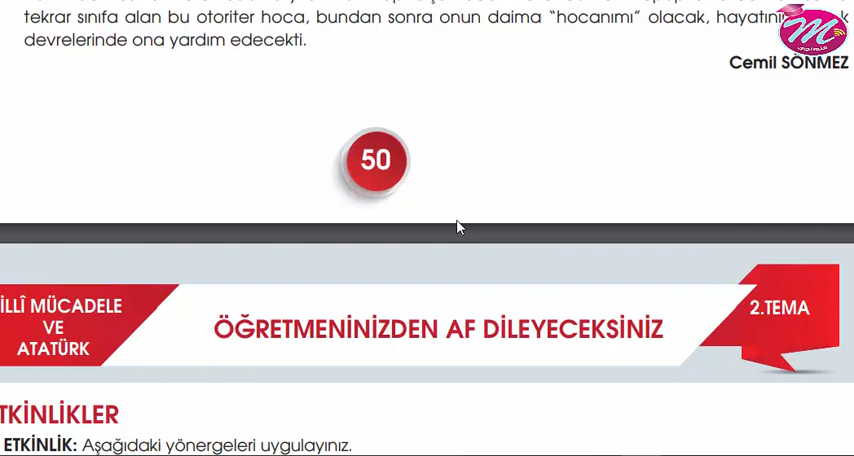 tekrar sınıfa alan bu otoriter hoca, bundan sonra onun daima “hocanımı” olacak, k
devrelerinde ona yardım edecekti.
Cemil SÖNMEZ
50
İLLÎ MÜCADELE
VE
ATATÜRK
ÖĞRETMENİNİZDEN AF DİLEYECEKSİNİZ
2.TEMA
TKİNLİKLER
ETKİNLİK: Aşağıdaki yönergeleri uygulayınız.